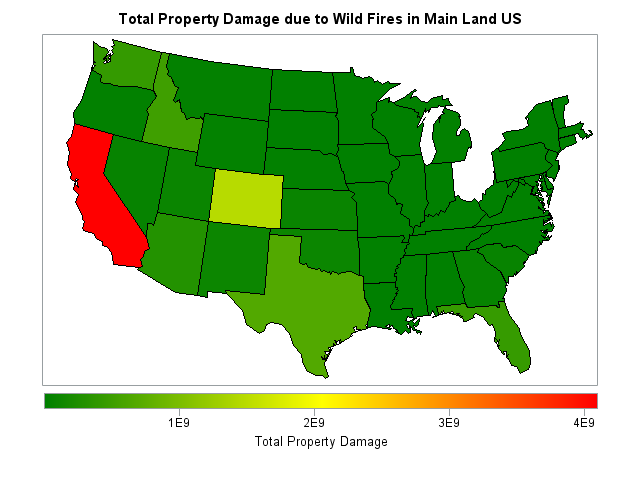 Total Property Damage due to Wild Fires in Main Land US
1E9 2E9 3E9 4E9
Total Property Damage